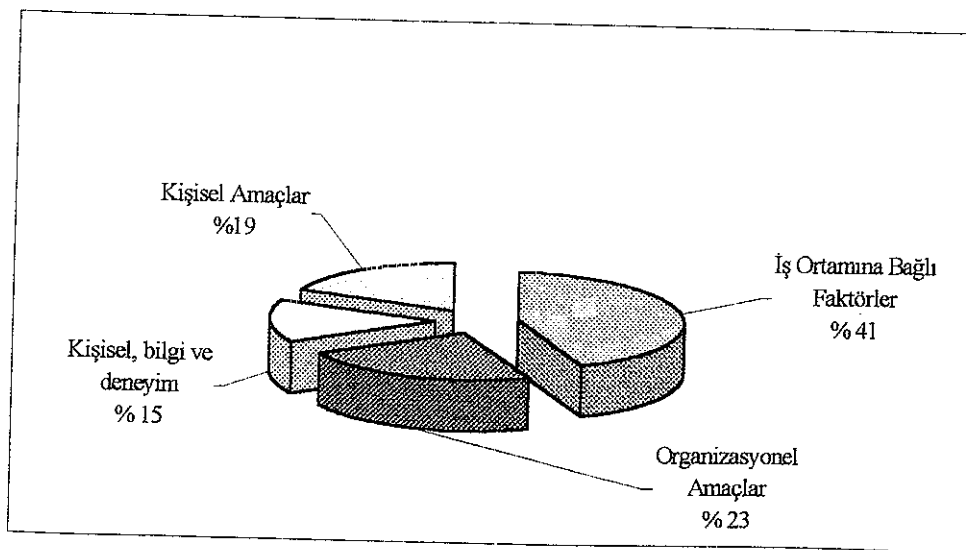 Kişisel Amaçlar
%19
İş Ortamına Bağlı
Faktörler
% 41
Kişisel, bilgi ve
deneyim
% 15
Organizasyonel
Amaçlar
% 23